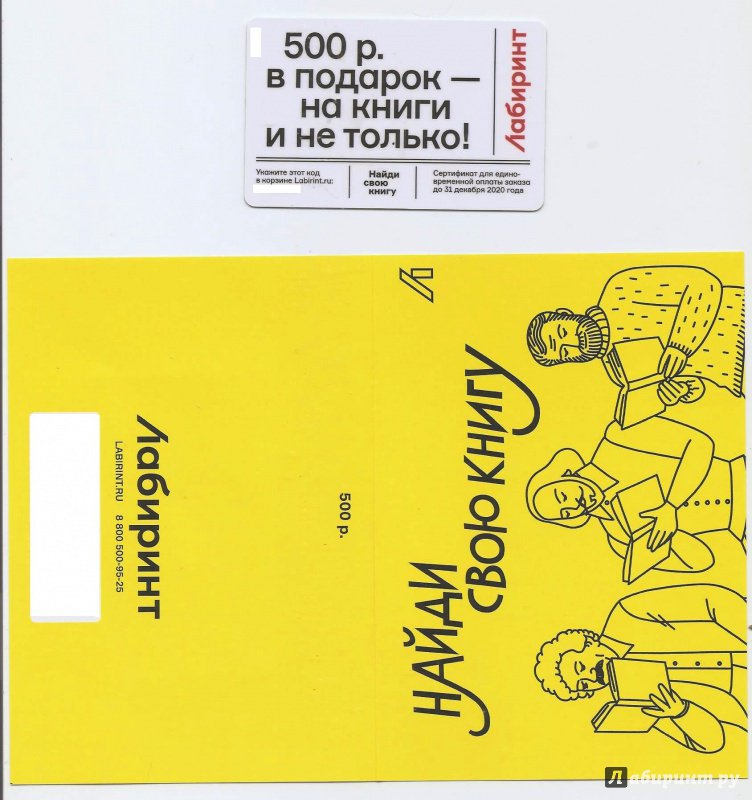 500 р.
в подарок —
на книги
и не только!
Лабиринт
Укажите этот код
в корзине Labirint.ru:
Найди
свою
книгу
Сертификат для едино-
временной оплаты заказа
до 31 декабря 2020 года
НАЙДИ
СВОЮ КНИГУ
500 р.
Лабиринт
LABIRINT.RU 8 800 500-95-25
Лабиринт.ру